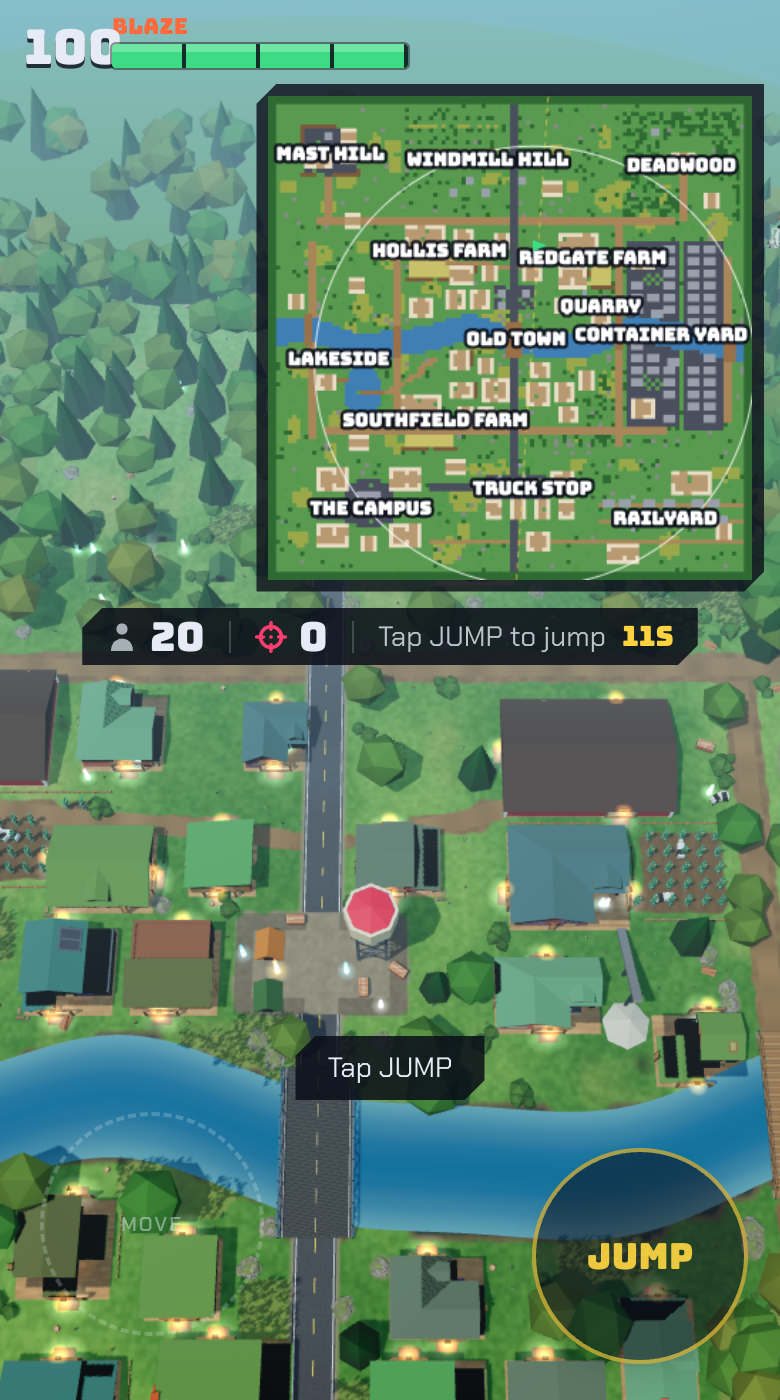 BLAZE
100
MAST HILL
WINDMILL HILL
DEADWOOD
HOLLIS FARM
REDGATE FARM
QUARRY
OLD TOWN
CONTAINER YARD
LAKESIDE
SOUTHFIELD FARM
TRUCK STOP
THE CAMPUS
RAILYARD
20 0 Tap JUMP to jump 11S
Tap JUMP
MOVE
JUMP